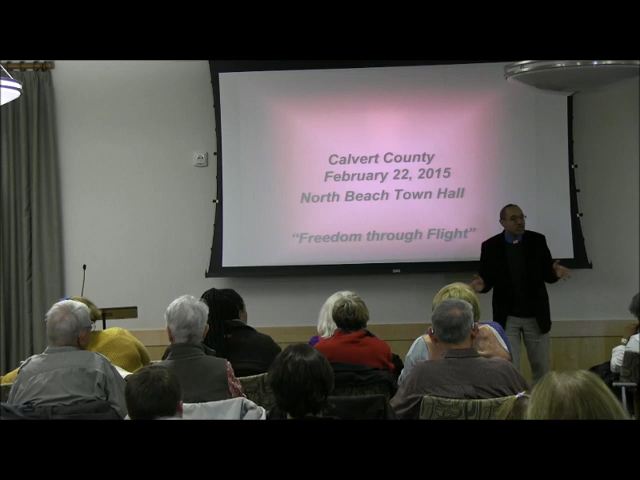 Calvert County
February 22, 2015
North Beach Town Hall
“Freedom through Flight”